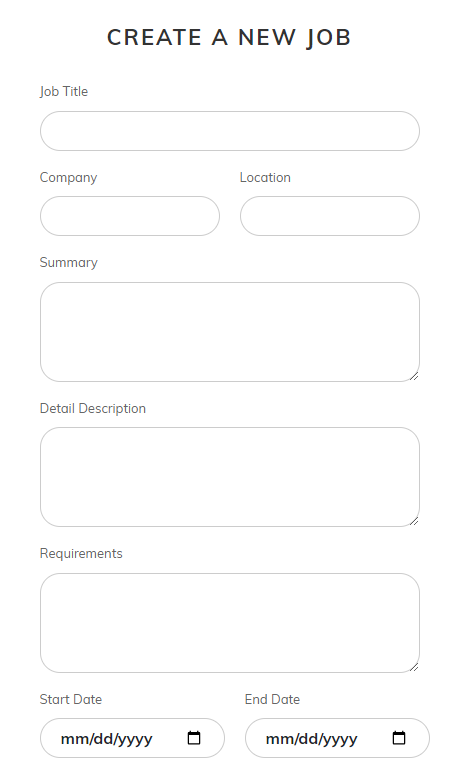 CREATE A NEW JOB
Job Title
Company Location
Summary
Detail Description
Requirements
Start Date End Date
mm/dd/yyyy mm/dd/yyyy